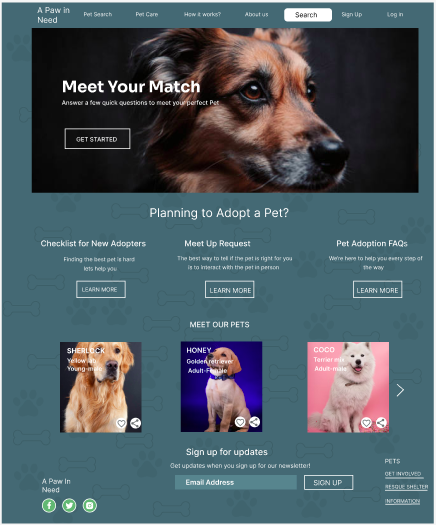 A Paw in
Need
Pet Search
Pet Care
How it works?
About us
Search
Sign Up
Log in
Meet Your Match
Answer a few quick questions to meet your perfect Pet
GET STARTED
Planning to Adopt a Pet?
Checklist for New Adopters
Finding the best pet is hard
lets help you
LEARN MORE
Meet Up Request
The best way to tell if the pet is right for you
is to interact with the pet in person
LEARN MORE
Pet Adoption FAQs
We're here to help you every step of
the way
LEARN MORE
MEET OUR PETS
SHERLOCK
Yellow lab
Young-male
HONEY
Golden retriever
Adult-Female
COCO
Terrier mix
Adult-male
Sign up for updates
Get updates when you sign up for our newsletter!
Email Address
SIGN UP
A Paw In
Need
PETS
GET INVOLVED
RESQUE SHELTER
INFORMATION